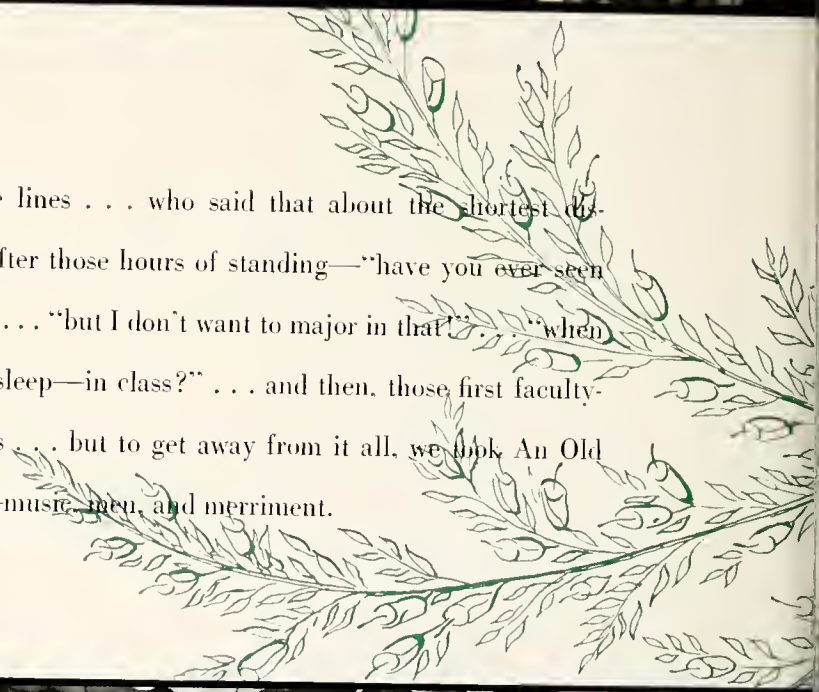 lines . . . who said that about the shortest dis-
fter those hours of standing—“have you ever seen
. . . “but I don't want to major in that!” . . . “when
sleep—in class?” . . . and then, those first faculty-
s . . . but to get away from it all, we took An Old
-music, men, and merriment.